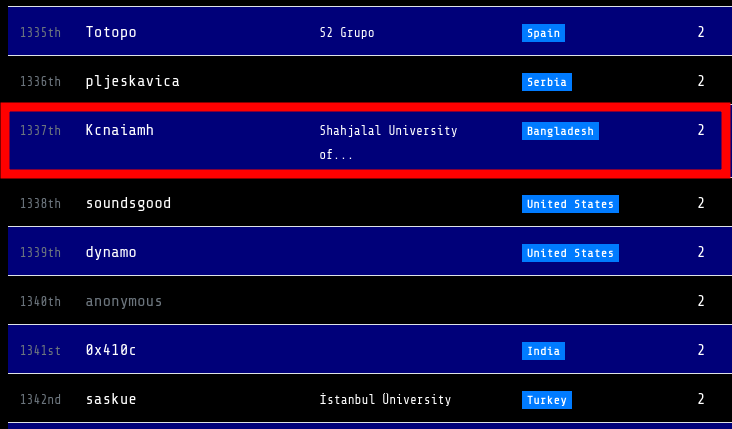 1335th Totopo S2 Grupo Spain 2
1336th pljeskavica Serbia 2
1337th Kcnaiamh Shahjalal University Bangladesh 2
of...
1338th soundsgood United States 2
1339th dynamo United States 2
1340th anonymous 2
1341st 0x410c India 2
1342nd saskue İstanbul Üniversity Turkey 2